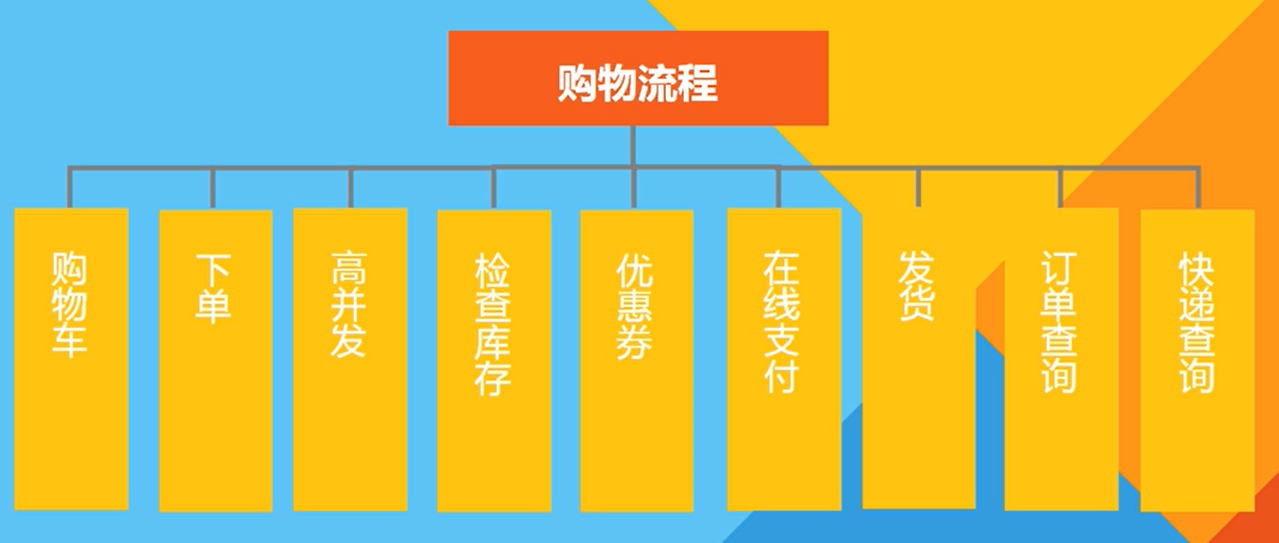 购物流程
购物车
下单
高并发
检查库存
优惠券
在线支付
发货
订单查询
快递查询